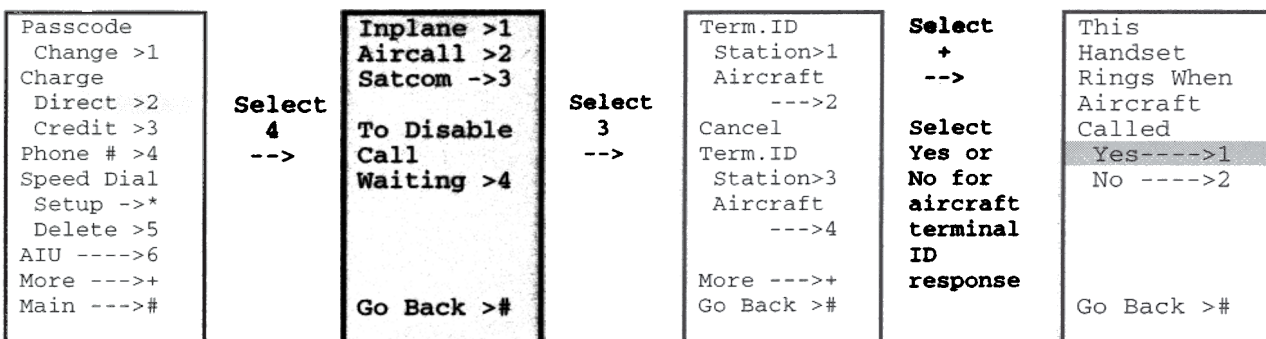 Passcode
Change >1
Charge
Direct >2
Credit >3
Phone # >4
Speed Dial
Setup ->*
Delete >5
AIU ---->6
More --->+
Main --->#
Select
4
-->
Inplane >1
Aircall >2
Satcom ->3
To Disable
Call
Waiting >4
Go Back >#
Select
3
-->
Term.ID
Station>1
Aircraft
--->2
Cancel
Term.ID
Station>3
Aircraft
--->4
More --->+
Go Back >#
Select
+
-->
Select
Yes or
No for
aircraft
terminal
ID
response
This
Handset
Rings When
Aircraft
Called
Yes---->1
No ---->2
Go Back >#